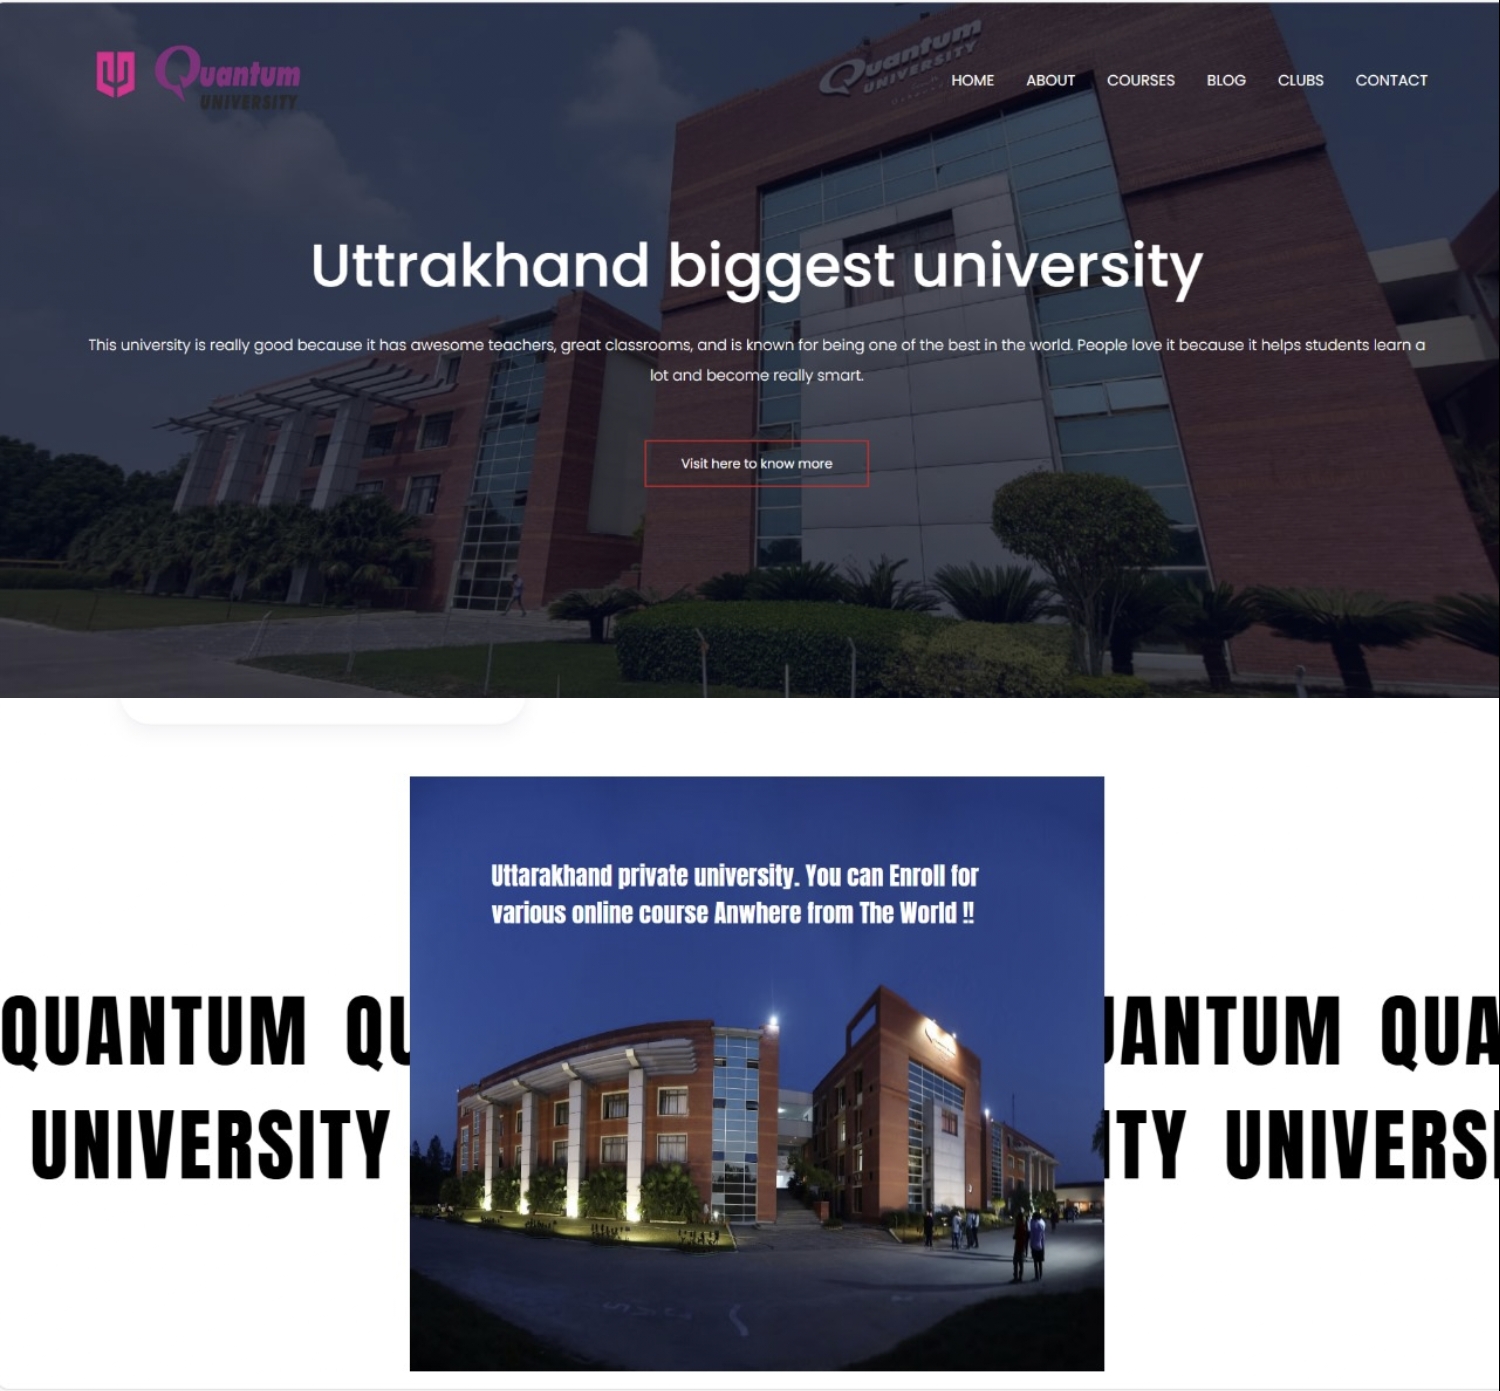 Quantum
UNIVERSITY
Quantum
UNIVERSITY
HOME ABOUT COURSES BLOG CLUBS CONTACT
Uttrakhand biggest university
This university is really good because it has awesome teachers, great classrooms, and is known for being one of the best in the world. People love it because it helps students learn a
lot and become really smart.
Visit here to know more
Uttarakhand private university. You can Enroll for
various online course Anwhere from The World !!
QUANTUM QU
UANTUM QUA
UNIVERSITY
ITY UNIVERSI